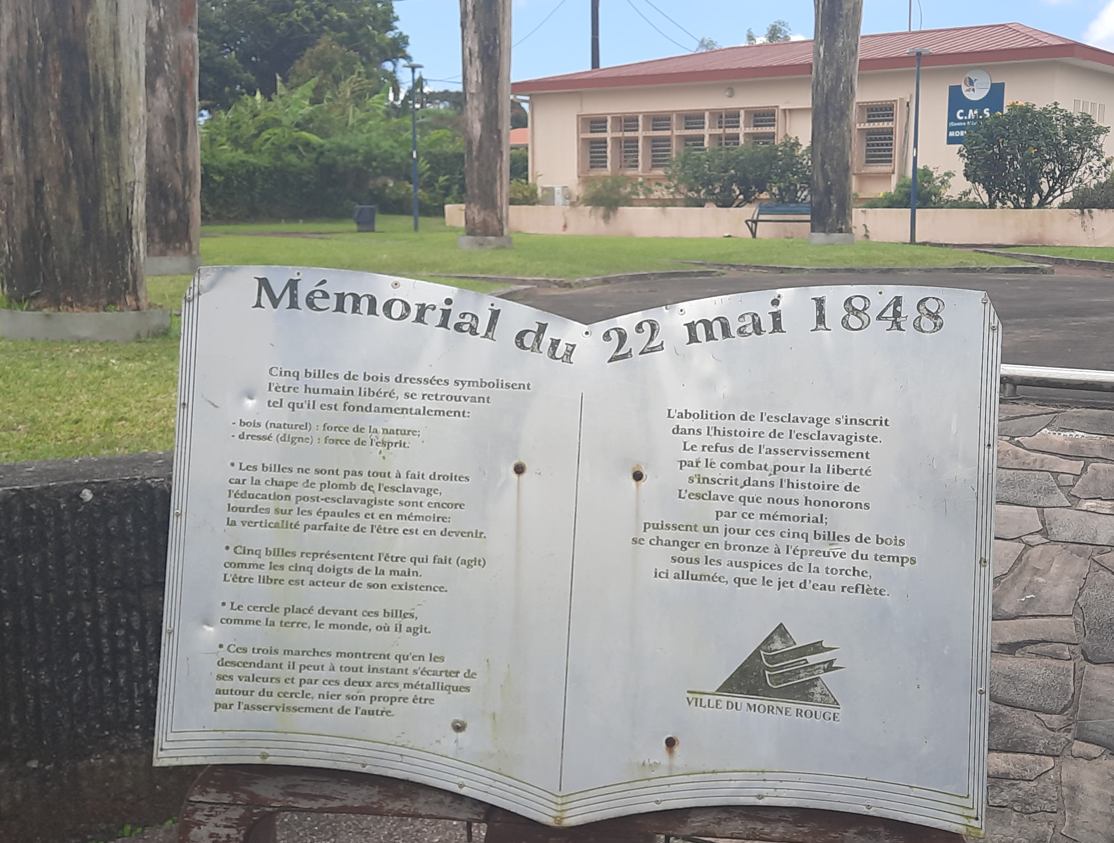 C.M.S
MOR
Mémorial du 22 mai 1848
Cinq billes de bois dressées symbolisent
l'être humain libéré, se retrouvant
tel qu'il est fondamentalement:
- bois (naturel) : force de la nature;
- dressé (digne) : force de l'esprit.
* Les billes ne sont pas tout à fait droites
car la chape de plomb de l'esclavage,
l'éducation post-esclavagiste sont encore
lourdes sur les épaules et en mémoire:
la verticalité parfaite de l'être est en devenir.
* Cinq billes représentent l'être qui fait (agit)
comme les cinq doigts de la main.
L'être libre est acteur de son existence.
* Le cercle placé devant ces billes,
comme la terre, le monde, où il agit.
* Ces trois marches montrent qu'en les
descendant il peut à tout instant s'écarter de
ses valeurs et par ces deux arcs métalliques
autour du cercle, nier son propre être
par l'asservissement de l'autre.
L'abolition de l'esclavage s'inscrit
dans l'histoire de l'esclavagiste.
Le refus de l'asservissement
par le combat pour la liberté
s'inscrit dans l'histoire de
L'esclave que nous honorons
par ce mémorial;
puissent un jour ces cinq billes de bois
se changer en bronze à l'épreuve du temps
sous les auspices de la torche,
ici allumée, que le jet d'eau reflète.
VILLE DU MORNE ROUGE